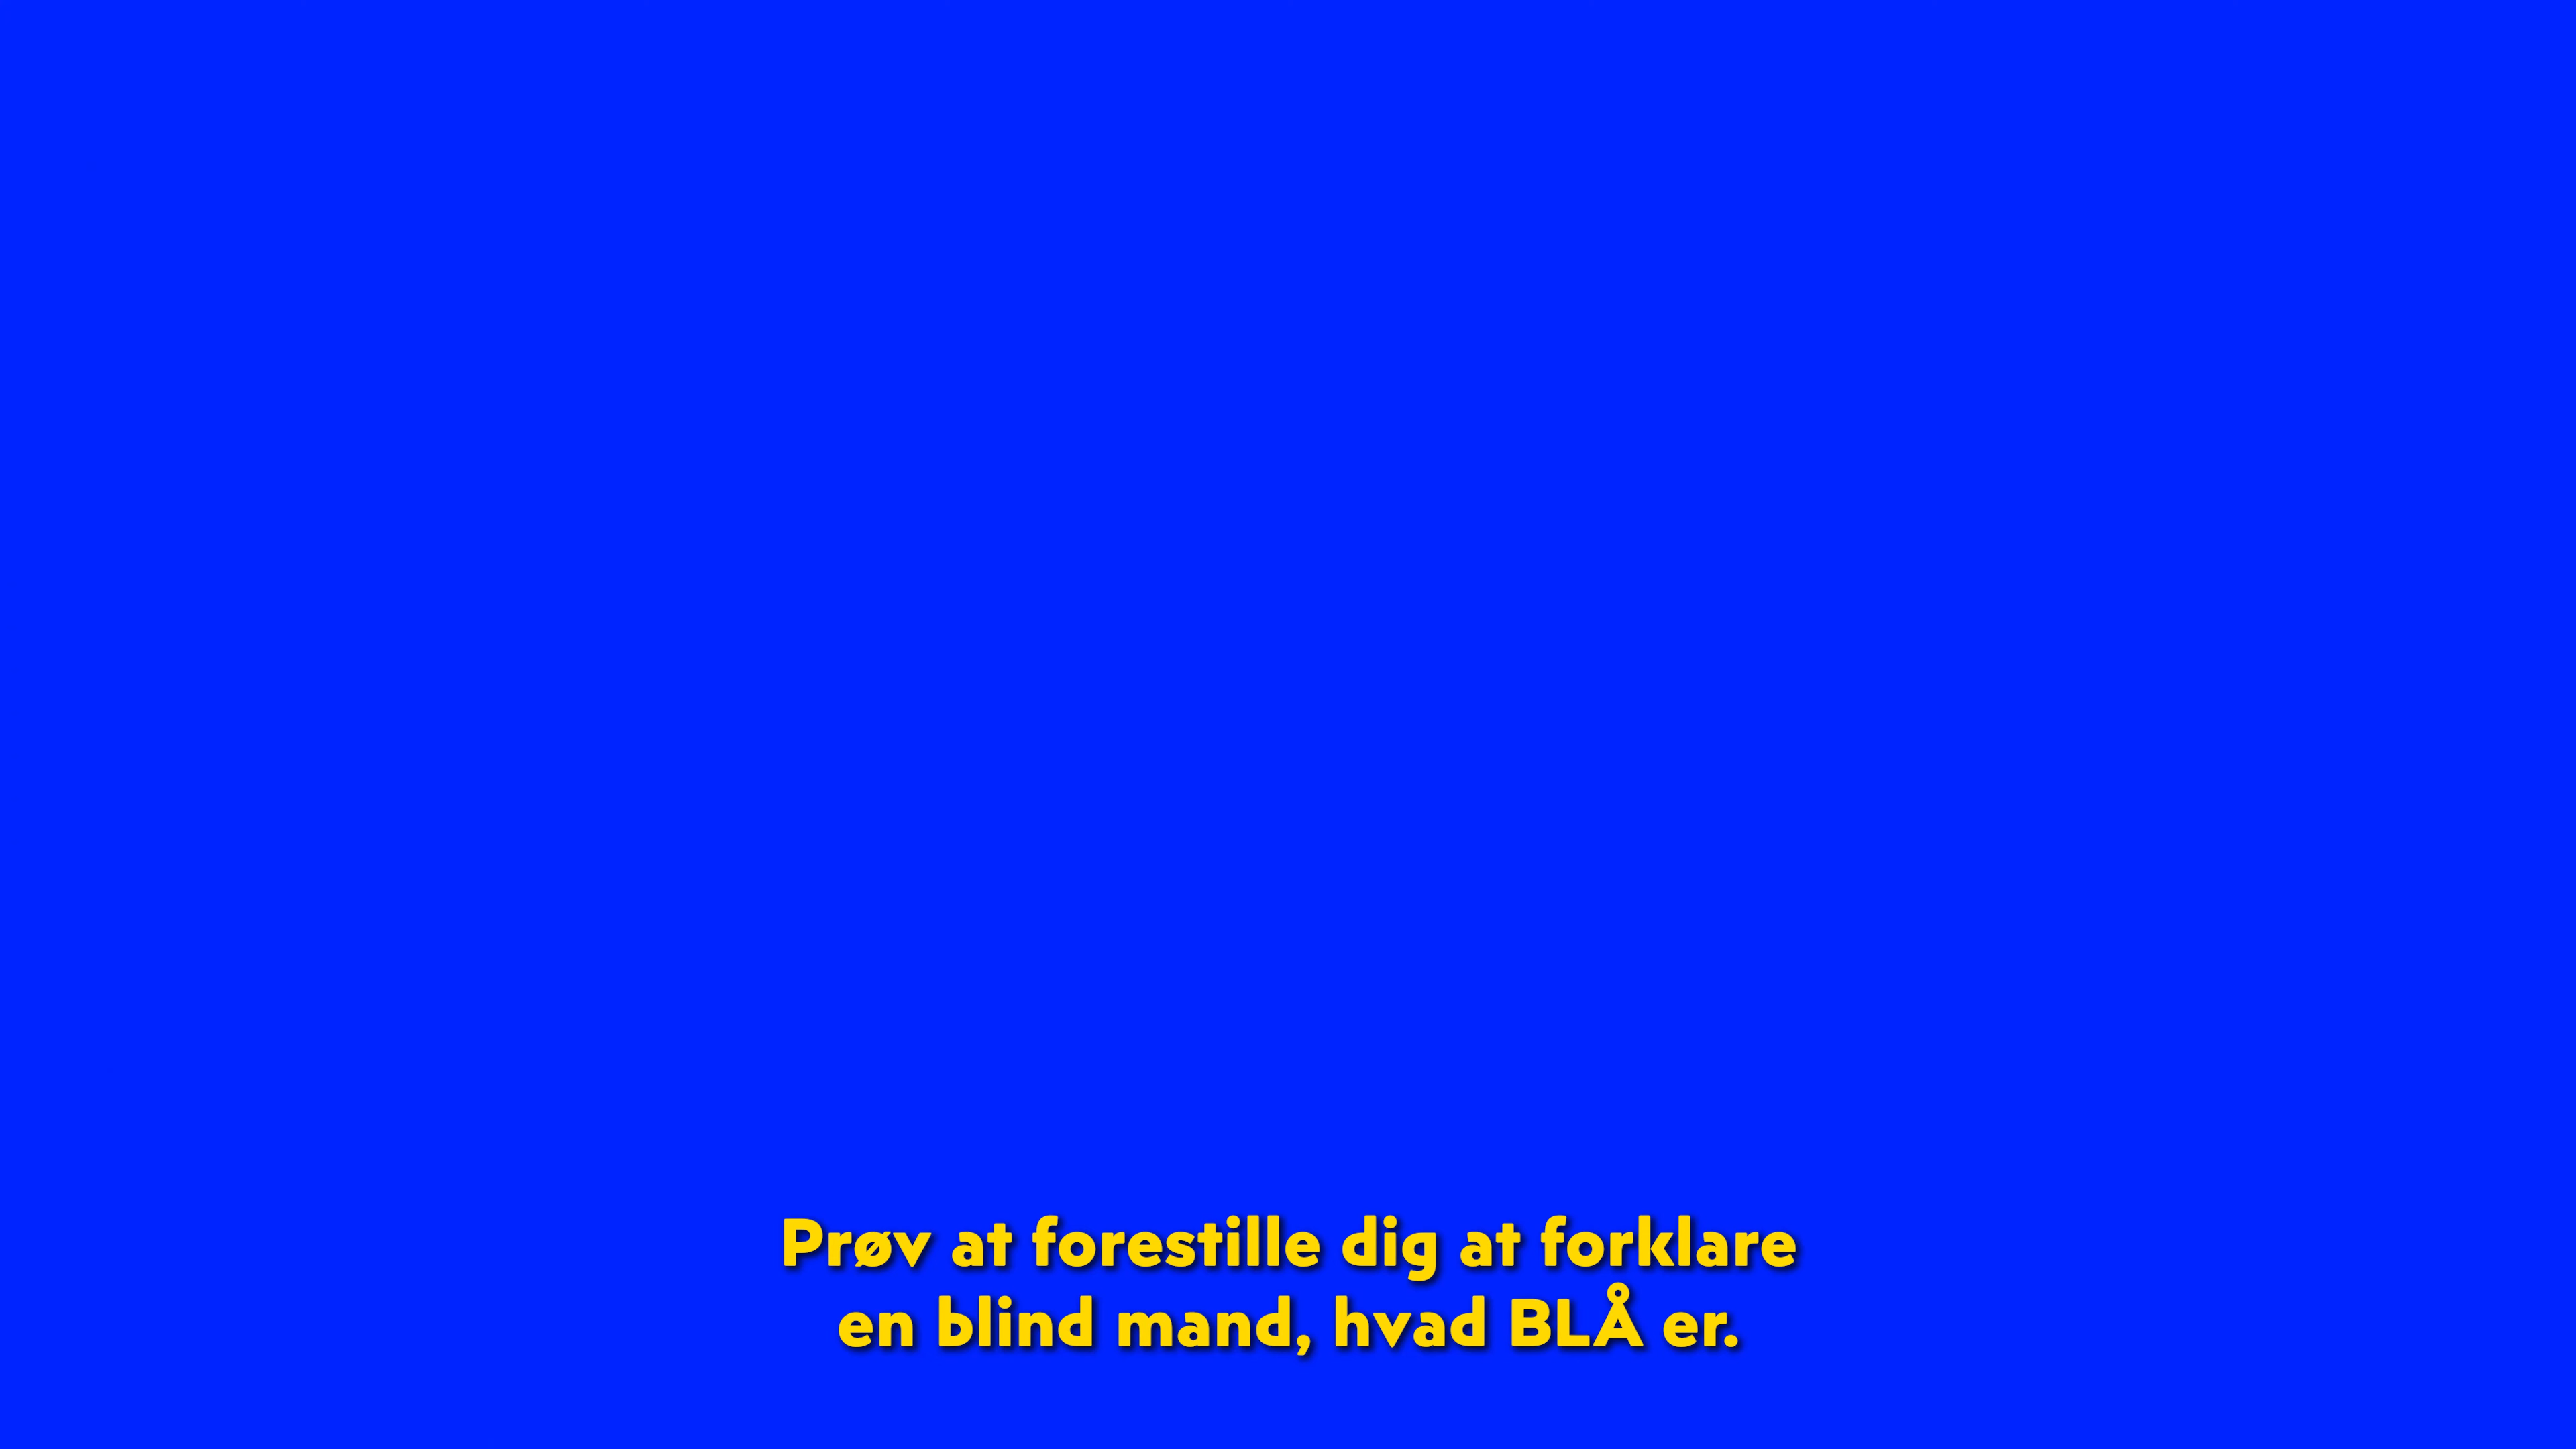 Prøv at forestille dig at forklare
en blind mand, hvad BLÅ er.